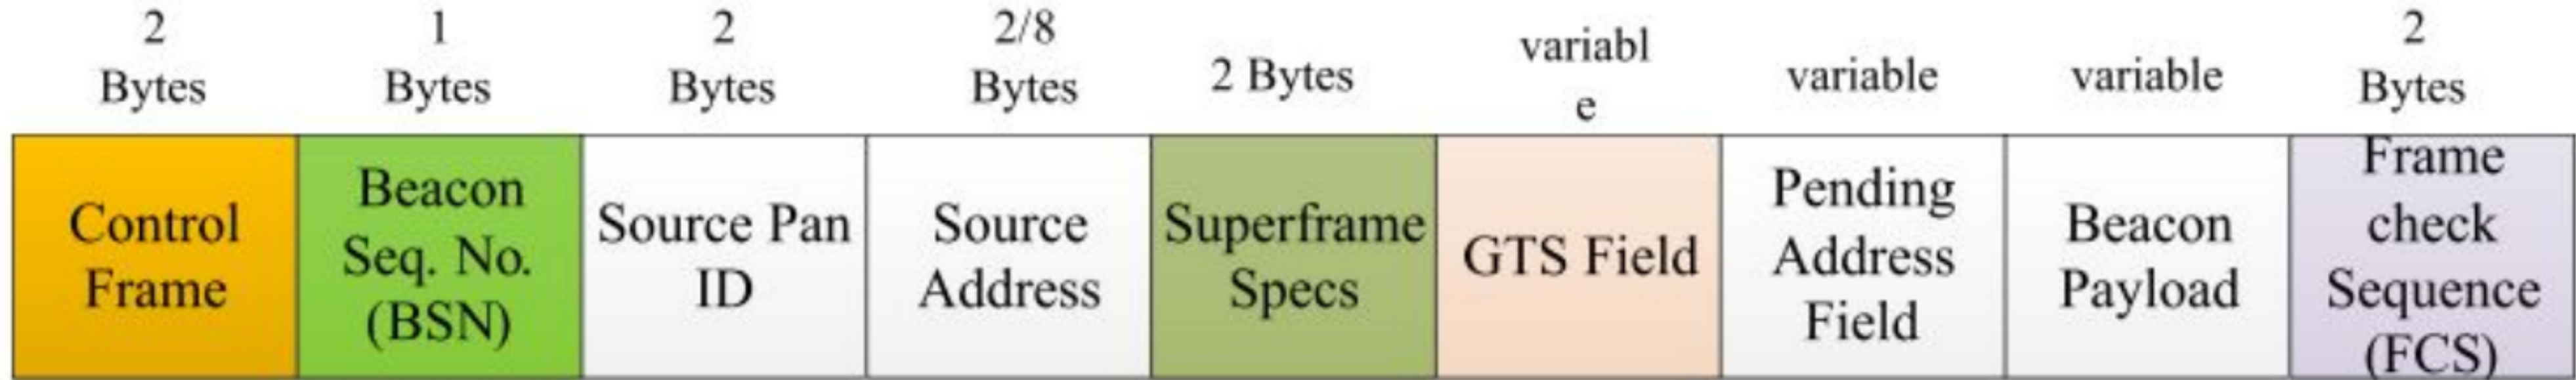 2
Bytes
1
Bytes
2
Bytes
2/8
Bytes
2 Bytes
variabl
e
variable
variable
2
Bytes
Control
Frame
Beacon
Seq. No.
(BSN)
Source Pan
ID
Source
Address
Superframe
Specs
GTS Field
Pending
Address
Field
Beacon
Payload
Frame
check
Sequence
(FCS)